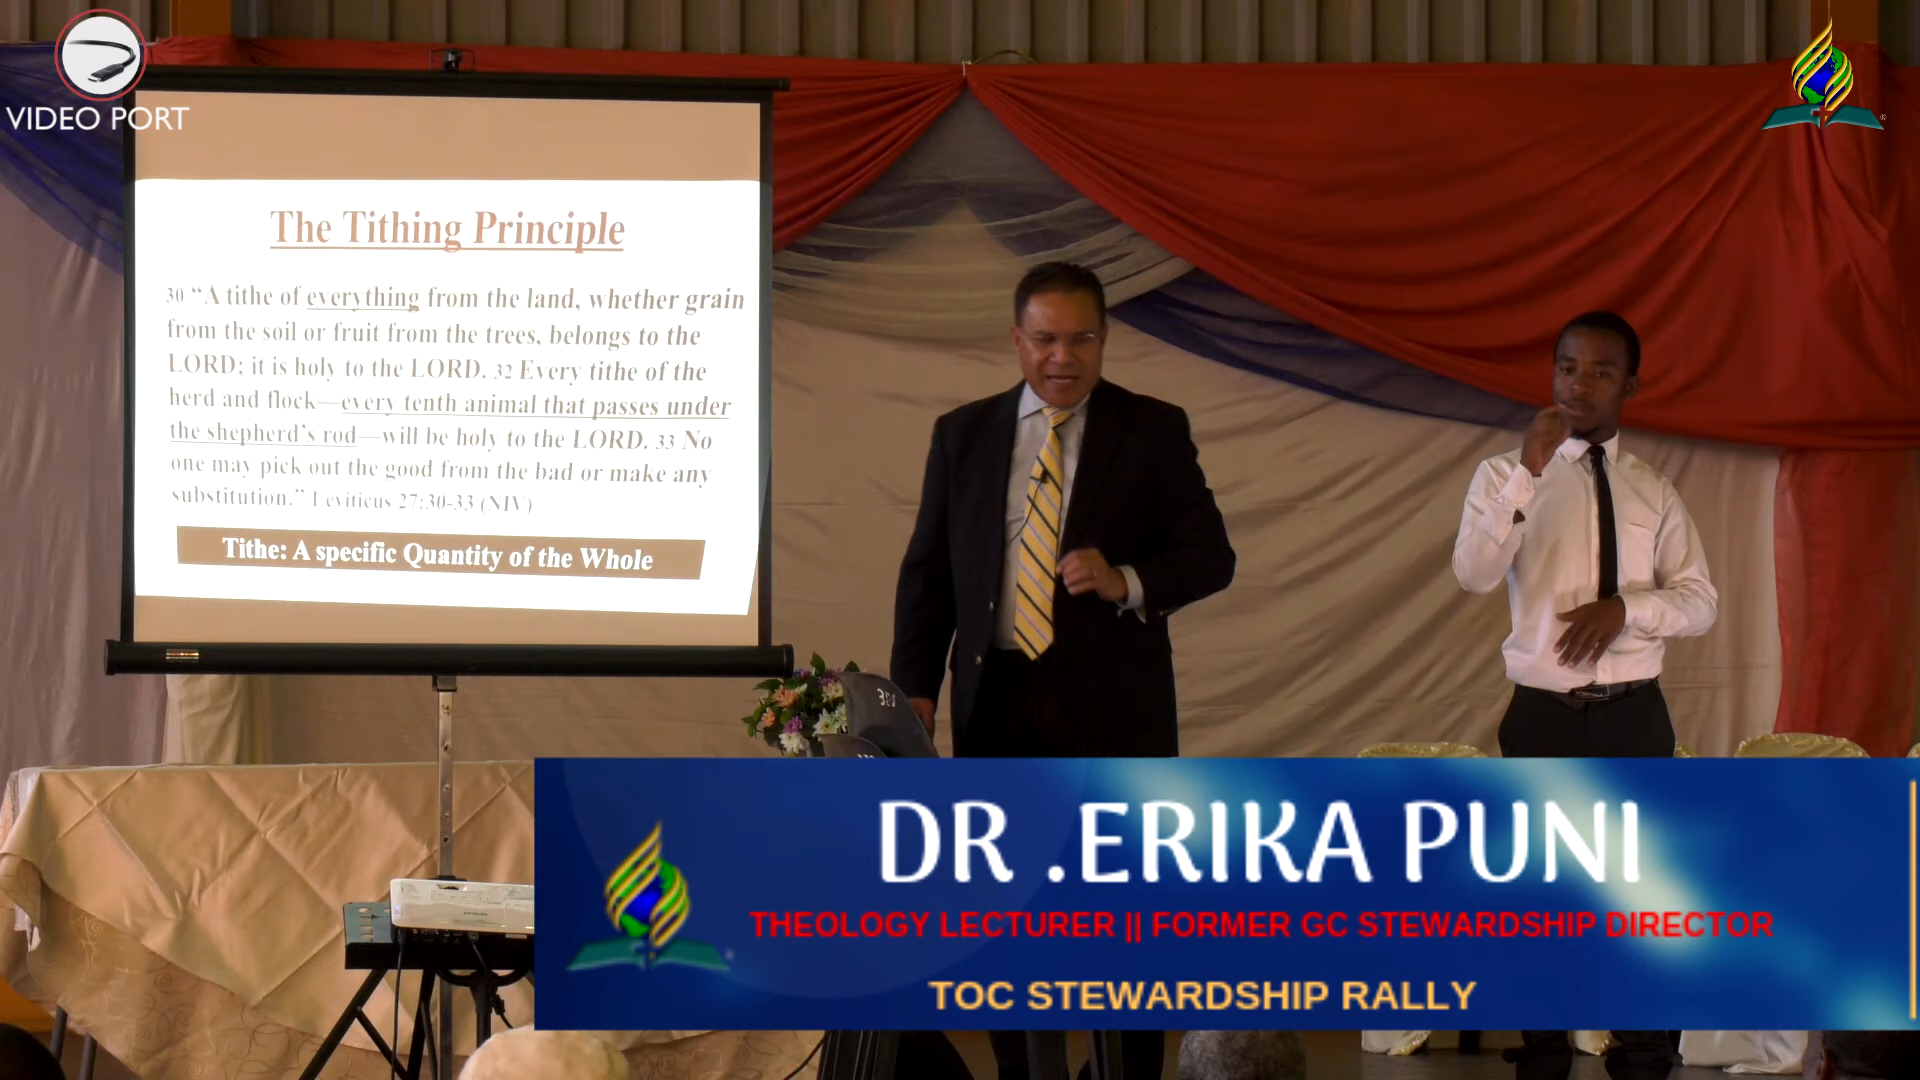 VIDEO PORT
The Tithing Principle
30 “A tithe of everything from the land, whether grain
from the soil or fruit from the trees, belongs to the
LORD; it is holy to the LORD. 32 Every tithe of the
herd and flock—every tenth animal that passes under
the shepherd’s rod—will be holy to the LORD. 33 No
one may pick out the good from the bad or make any
substitution.” Leviticus 27:30-33 (NIV)
Tithe: A specific Quantity of the Whole
DR .ERIKA PUNI
THEOLOGY LECTURER || FORMER GC STEWARDSHIP DIRECTOR
TOC STEWARDSHIP RALLY